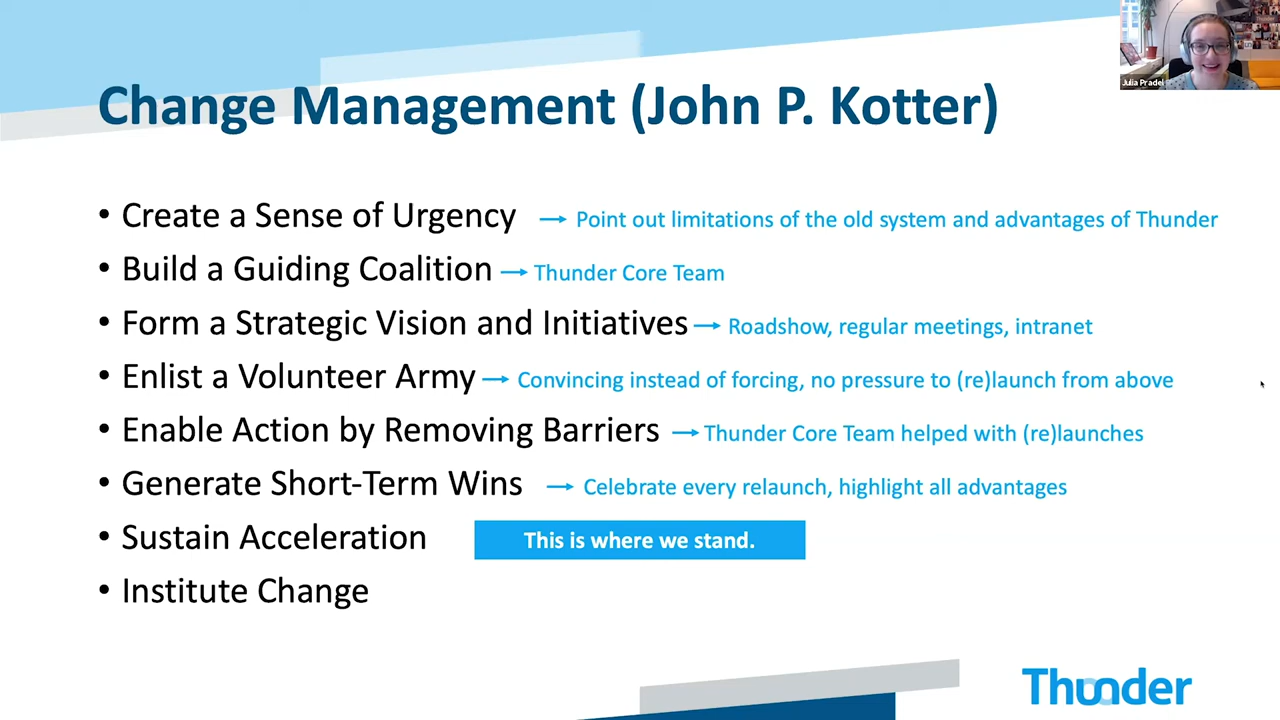 Julia Pradel
Change Management (John P. Kotter)
• Create a Sense of Urgency → Point out limitations of the old system and advantages of Thunder
• Build a Guiding Coalition → Thunder Core Team
• Form a Strategic Vision and Initiatives → Roadshow, regular meetings, intranet
• Enlist a Volunteer Army → Convincing instead of forcing, no pressure to (re)launch from above
• Enable Action by Removing Barriers → Thunder Core Team helped with (re)launches
• Generate Short-Term Wins → Celebrate every relaunch, highlight all advantages
• Sustain Acceleration This is where we stand.
• Institute Change
Thunder